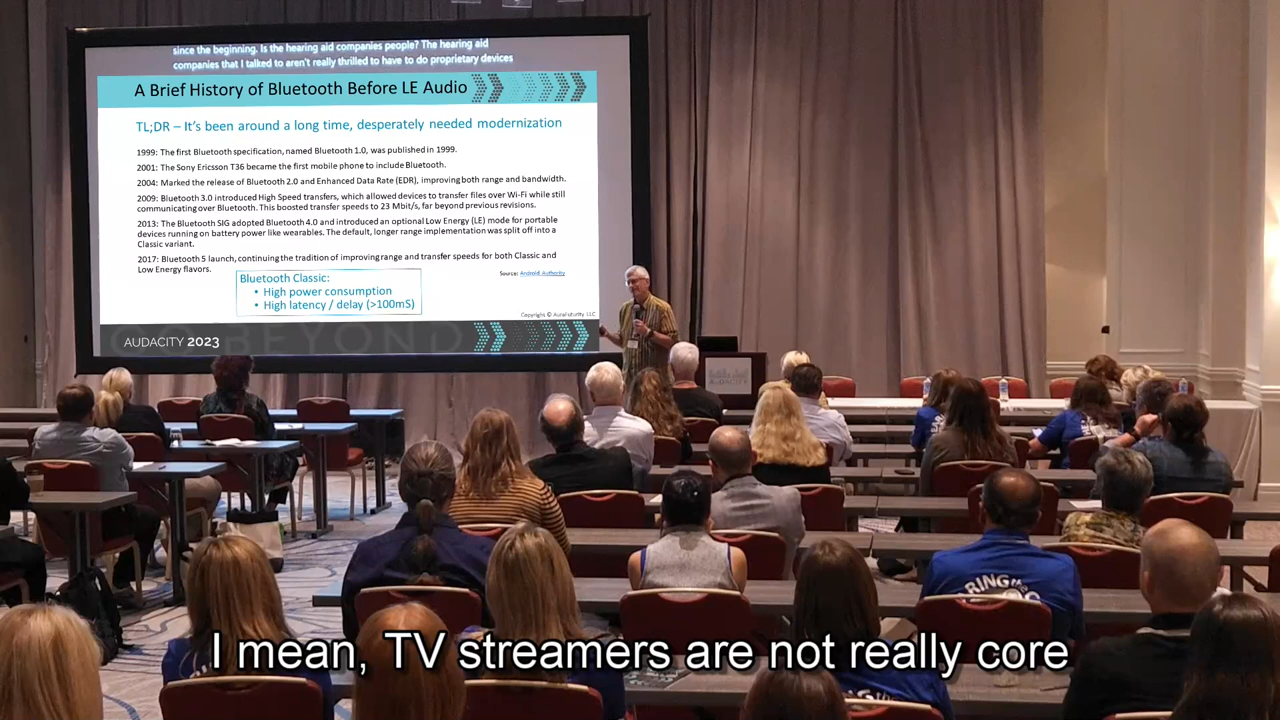 since the beginning. Is the hearing aid companies people? The hearing aid
companies that I talked to aren't really thrilled to have to do proprietary devices
A Brief History of Bluetooth Before LE Audio
TL;DR – It's been around a long time, desperately needed modernization
1999: The first Bluetooth specification, named Bluetooth 1.0, was published in 1999.
2001: The Sony Ericsson T36 became the first mobile phone to include Bluetooth.
2004: Marked the release of Bluetooth 2.0 and Enhanced Data Rate (EDR), improving both range and bandwidth.
2009: Bluetooth 3.0 introduced High Speed transfers, which allowed devices to transfer files over Wi-Fi while still
communicating over Bluetooth. This boosted transfer speeds to 23 Mbit/s, far beyond previous revisions.
2013: The Bluetooth SIG adopted Bluetooth 4.0 and introduced an optional Low Energy (LE) mode for portable
devices running on battery power like wearables. The default, longer range implementation was split off into a
Classic variant.
2017: Bluetooth 5 launch, continuing the tradition of improving range and transfer speeds for both Classic and
Low Energy flavors.
Source: Android Authority
Bluetooth Classic:
• High power consumption
• High latency / delay (>100mS)
Copyright © Aural Futurity, LLC
BEYOND
AUDACITY 2023
AUDACITY
I mean, TV streamers are not really core